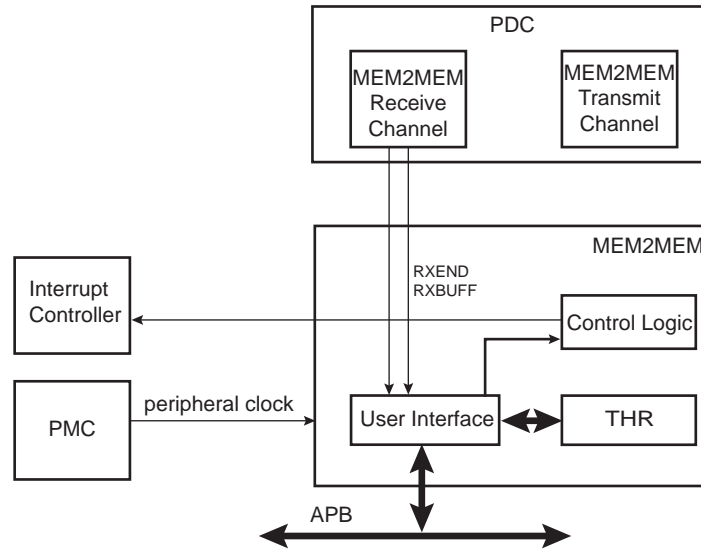 PDC
MEM2MEM
Receive
Channel
MEM2MEM
Transmit
Channel
MEM2MEM
RXEND
RXBUFF
Interrupt
Controller
Control Logic
PMC
peripheral clock
User Interface
THR
APB